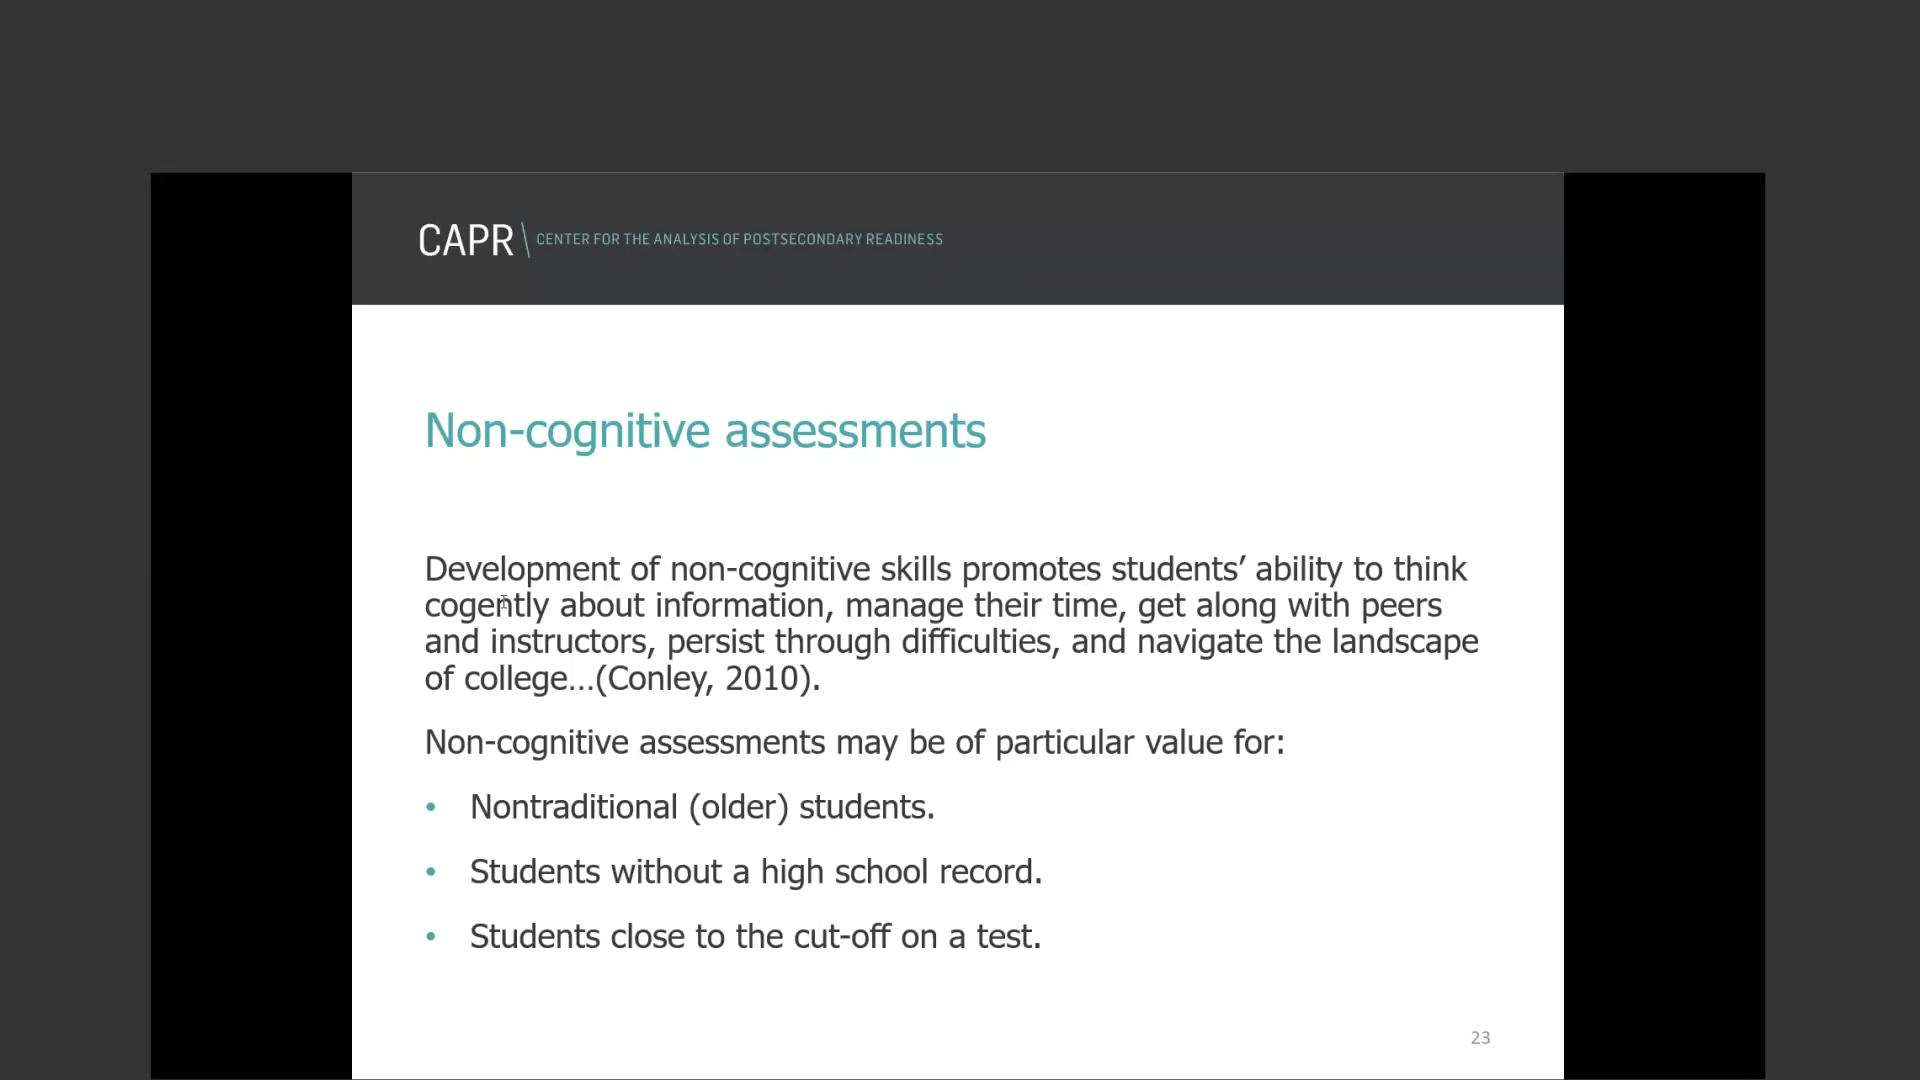 CAPR \ CENTER FOR THE ANALYSIS OF POSTSECONDARY READINESS
Non-cognitive assessments
Development of non-cognitive skills promotes students’ ability to think
cogently about information, manage their time, get along with peers
and instructors, persist through difficulties, and navigate the landscape
of college…(Conley, 2010).
Non-cognitive assessments may be of particular value for:
• Nontraditional (older) students.
• Students without a high school record.
• Students close to the cut-off on a test.
23